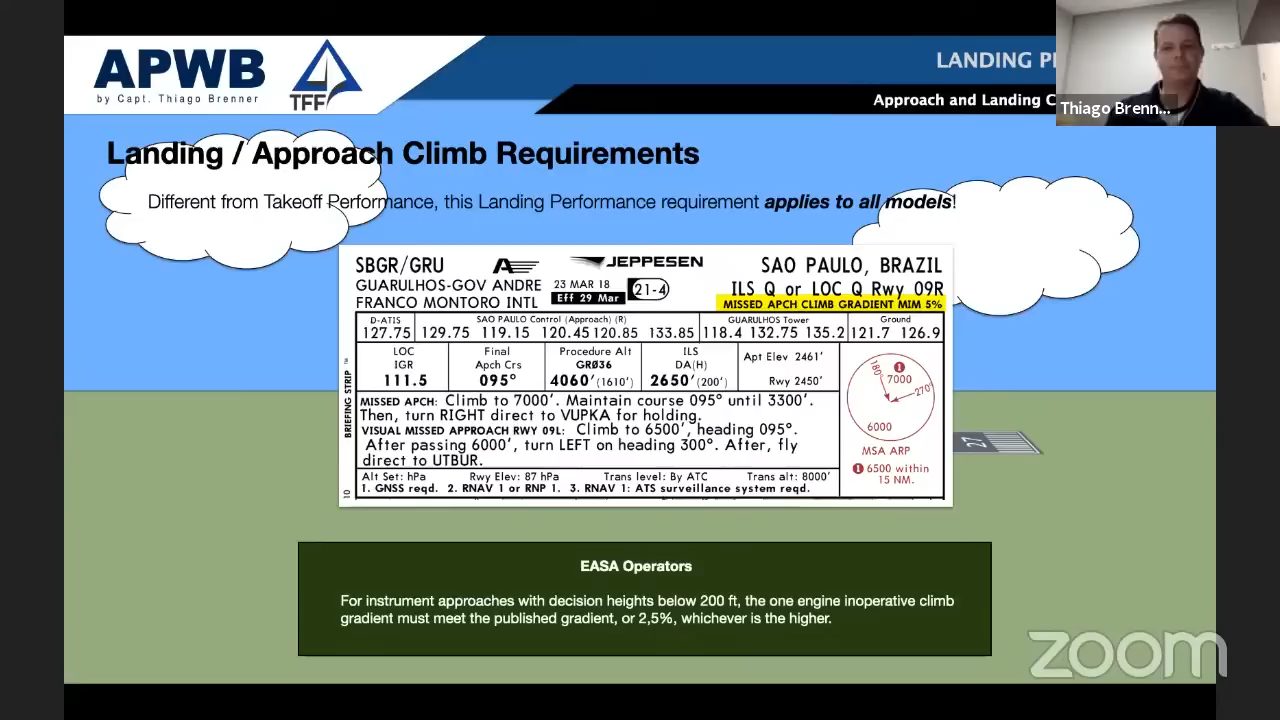 APWB
by Capt. Thiago Brenner
TFF
LANDING
Approach and Landing
Thiago Brenn...
Landing / Approach Climb Requirements
Different from Takeoff Performance, this Landing Performance requirement applies to all models!
SBGR/GRU
JEPPESEN
SAO PAULO, BRAZIL
GUARULHOS-GOV ANDRE
FRANCO MONTORO INTL
23 MAR 18
Eff 29 Mar
21-4
ILS Q or LOC Q Rwy 09R
MISSED APCH CLIMB GRADIENT MIM 5%
D-ATIS
127.75
SAO PAULO Control (Approach) (R)
129.75 119.15 120.45 120.85 133.85
GUARULHOS Tower
118.4 132.75 135.2
Ground
121.7 126.9
BRIEFING STRIP ™
LOC
IGR
111.5
Final
Apch Crs
095°
Procedure Alt
GRØ36
4060'(1610')
ILS
DA(H)
2650'(200')
Apt Elev 2461'
Rwy 2450'
MISSED APCH: Climb to 7000'. Maintain course 095° until 3300'.
Then, turn RIGHT direct to VUPKA for holding.
VISUAL MISSED APPROACH RWY 09L: Climb to 6500', heading 095°.
After passing 6000', turn LEFT on heading 300°. After, fly
direct to UTBUR.
180°
1
7000
270°
6000
MSA ARP
1 6500 within
15 NM.
Alt Set: hPa Rwy Elev: 87 hPa Trans level: By ATC Trans alt: 8000'
1. GNSS reqd. 2. RNAV 1 or RNP 1. 3. RNAV 1: ATS surveillance system reqd.
10
27
EASA Operators
For instrument approaches with decision heights below 200 ft, the one engine inoperative climb
gradient must meet the published gradient, or 2,5%, whichever is the higher.
zoom